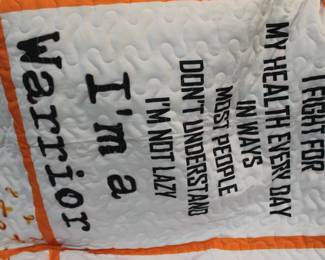 I FIGHT FOR
MY HEALTH EVERY DAY
IN WAYS
MOST PEOPLE
DON'T UNDERSTAND
I'M NOT LAZY
I'm a
Warrior